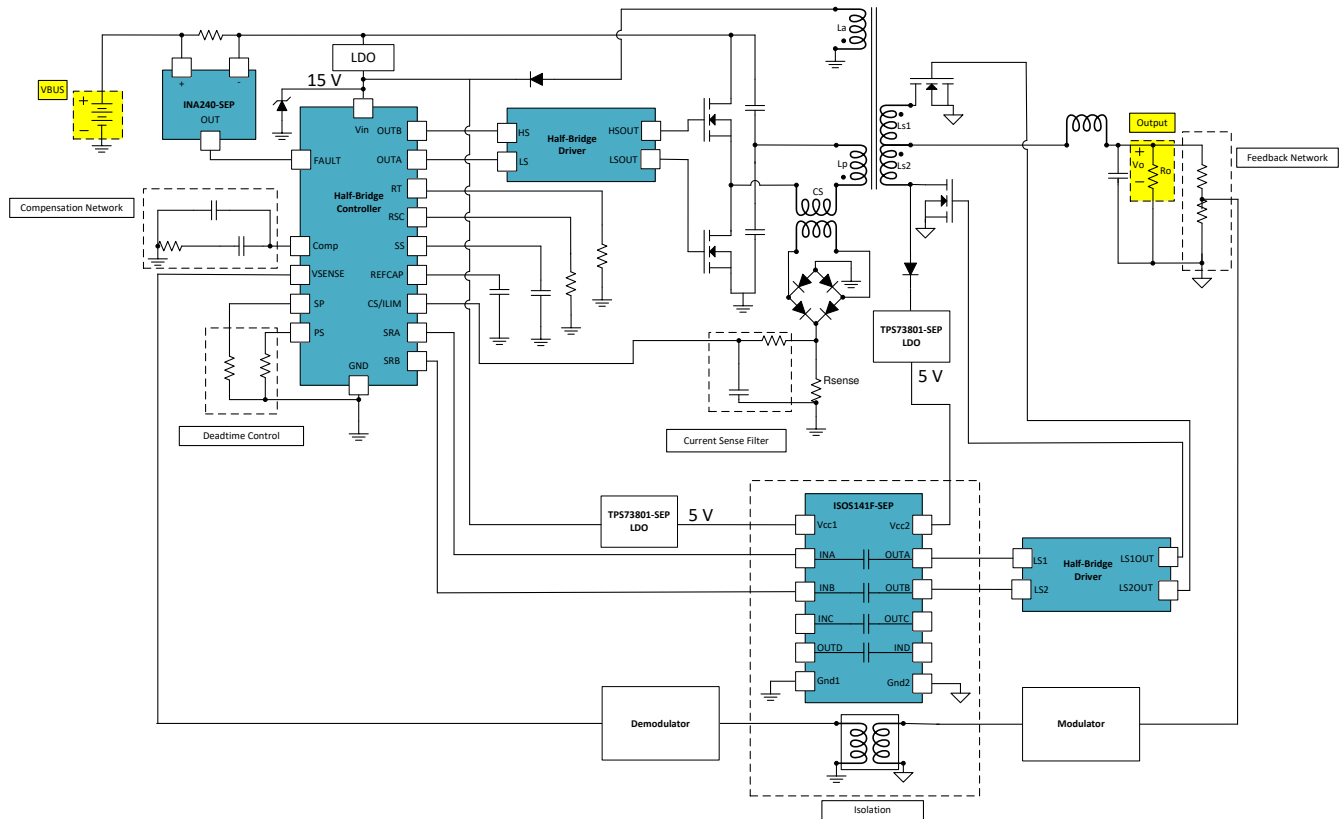 La
LDO
VBUS
+
-
+
-
INA240-SEP
OUT
15 V
Vin
OUTB
OUTA
FAULT
RT
Half-Bridge
Controller
RSC
Comp
SS
VSENSE
REFCAP
SP
CS/ILIM
PS
SRA
SRB
GND
HS
LS
Half-Bridge
Driver
HSOUT
LSOUT
Lp
Ls1
Ls2
CS
Output
+
Vo
-
Ro
Feedback Network
Compensation Network
Deadtime Control
Current Sense Filter
Rsense
TPS73801-SEP
LDO
5 V
TPS73801-SEP
LDO
5 V
ISOS141F-SEP
Vcc1
Vcc2
INA
OUTA
INB
OUTB
INC
OUTC
OUTD
IND
Gnd1
Gnd2
LS1
LS2
Half-Bridge
Driver
LS1OUT
LS2OUT
Demodulator
Modulator
Isolation